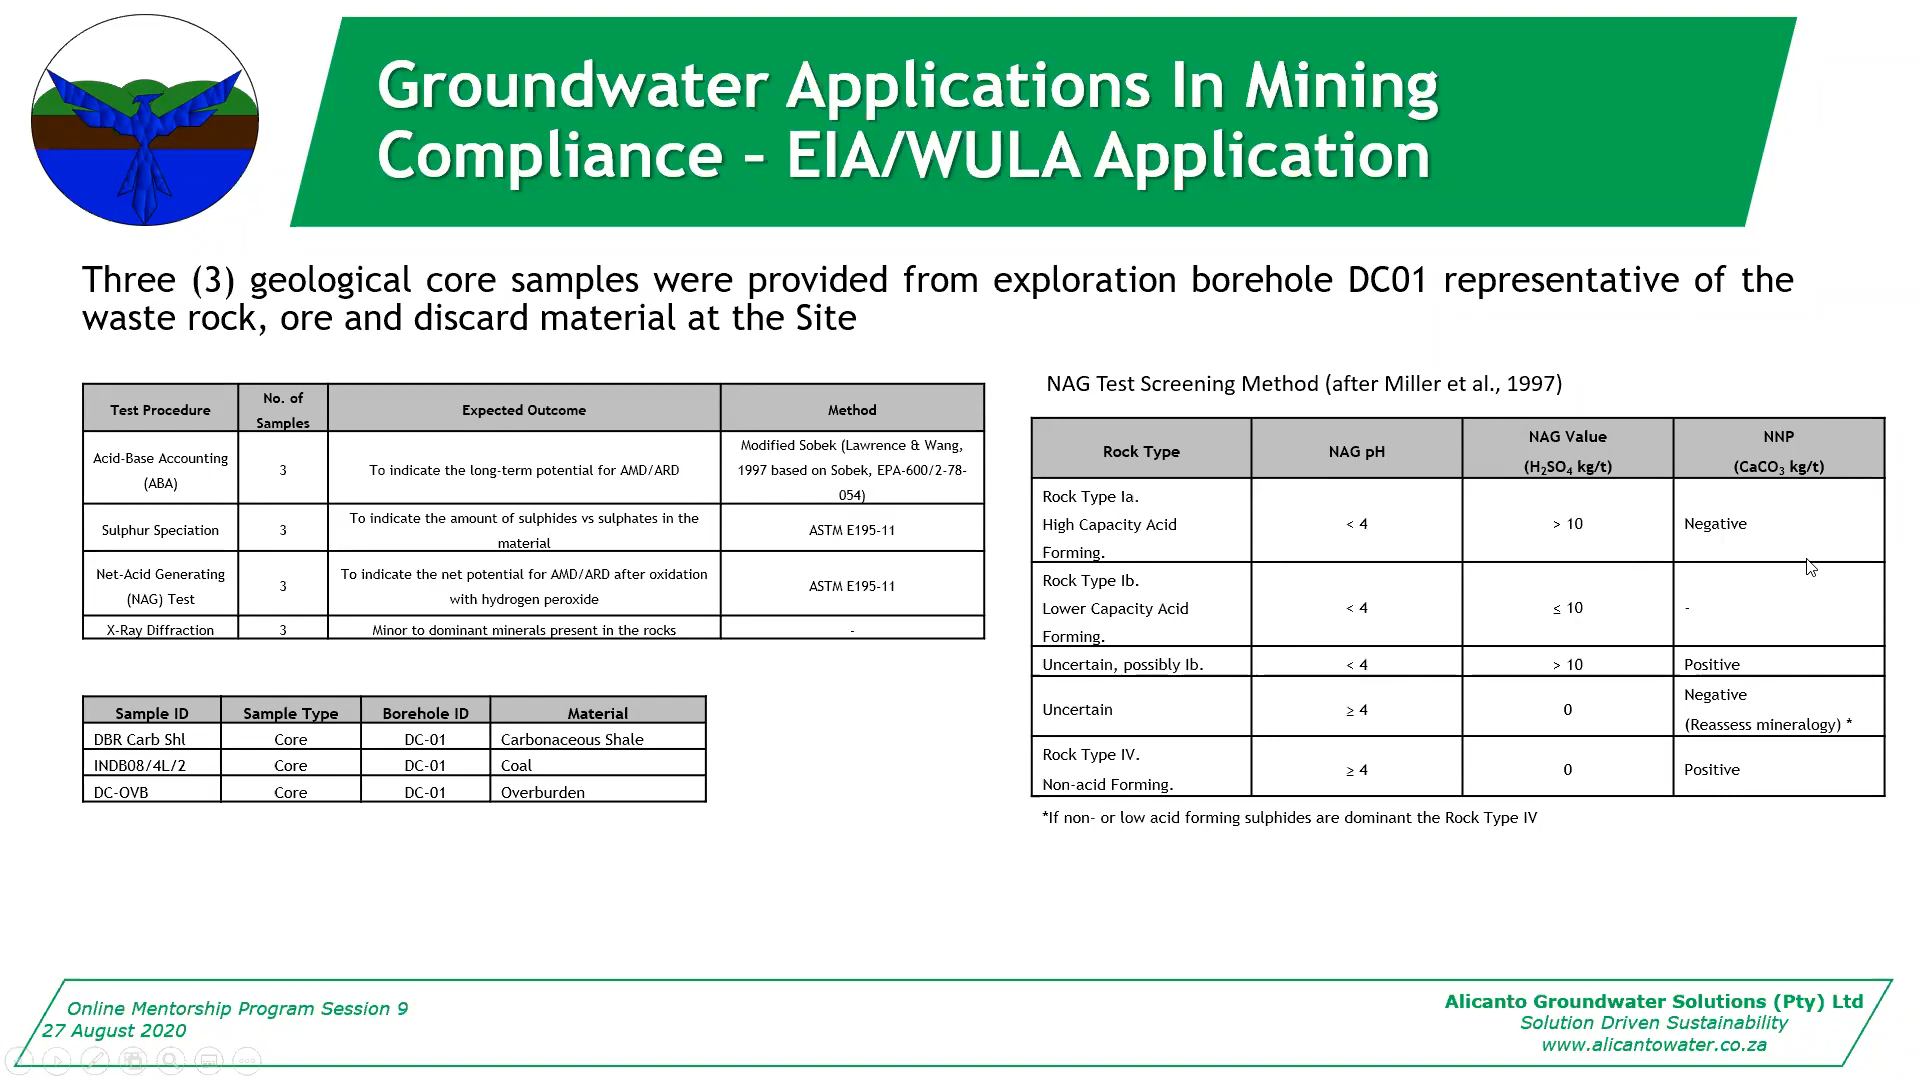 Groundwater Applications In Mining
Compliance – EIA/WULA Application
Three (3) geological core samples were provided from exploration borehole DC01 representative of the
waste rock, ore and discard material at the Site
Test Procedure
No. of
Samples
Expected Outcome
Method
Acid-Base Accounting
(ABA)
3
To indicate the long-term potential for AMD/ARD
Modified Sobek (Lawrence & Wang,
1997 based on Sobek, EPA-600/2-78-
054)
Sulphur Speciation
3
To indicate the amount of sulphides vs sulphates in the
material
ASTM E195-11
Net-Acid Generating
(NAG) Test
3
To indicate the net potential for AMD/ARD after oxidation
with hydrogen peroxide
ASTM E195-11
X-Ray Diffraction
3
Minor to dominant minerals present in the rocks
-
Sample ID
Sample Type
Borehole ID
Material
DBR Carb Shl
Core
DC-01
Carbonaceous Shale
INDB08/4L/2
Core
DC-01
Coal
DC-OVB
Core
DC-01
Overburden
NAG Test Screening Method (after Miller et al., 1997)
Rock Type
NAG pH
NAG Value
(H₂SO₄ kg/t)
NNP
(CaCO₃ kg/t)
Rock Type Ia.
High Capacity Acid
Forming.
< 4
> 10
Negative
Rock Type Ib.
Lower Capacity Acid
Forming.
< 4
≤ 10
-
Uncertain, possibly Ib.
< 4
> 10
Positive
Uncertain
≥ 4
0
Negative
(Reassess mineralogy) *
Rock Type IV.
Non-acid Forming.
≥ 4
0
Positive
*If non- or low acid forming sulphides are dominant the Rock Type IV
Online Mentorship Program Session 9
27 August 2020
Alicanto Groundwater Solutions (Pty) Ltd
Solution Driven Sustainability
www.alicantowater.co.za